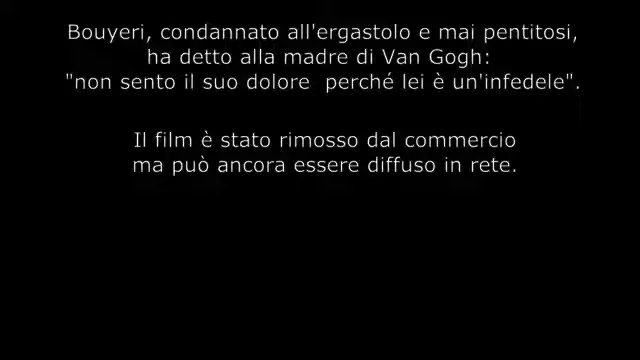 Bouyeri, condannato all'ergastolo e mai pentitosi,
ha detto alla madre di Van Gogh:
"non sento il suo dolore  perché lei è un'infedele".
Il film è stato rimosso dal commercio
ma può ancora essere diffuso in rete.